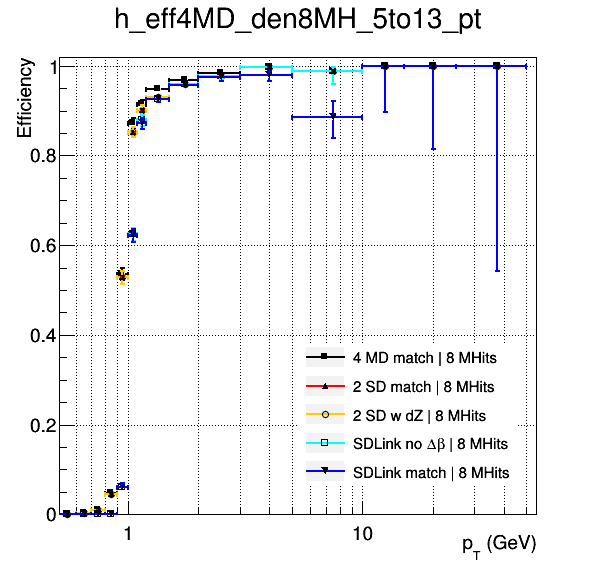 h_eff4MD_den8MH_5to13_pt
Efficiency
1
0.8
0.6
0.4
0.2
0
4 MD match | 8 MHits
2 SD match | 8 MHits
2 SD w dZ | 8 MHits
SDLink no Δβ | 8 MHits
SDLink match | 8 MHits
1 10
p_T (GeV)